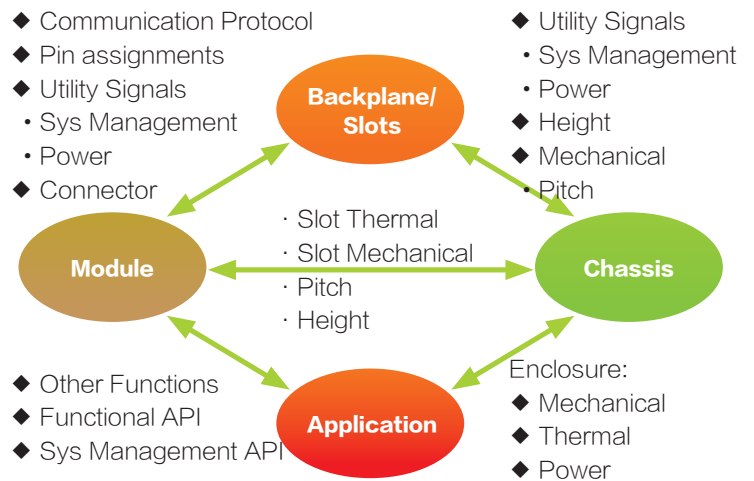 ◆ Communication Protocol
◆ Pin assignments
◆ Utility Signals
• Sys Management
• Power
◆ Connector
Backplane/
Slots
◆ Utility Signals
• Sys Management
• Power
◆ Height
◆ Mechanical
• Pitch
Module
· Slot Thermal
· Slot Mechanical
· Pitch
· Height
Chassis
◆ Other Functions
◆ Functional API
◆ Sys Management API
Application
Enclosure:
◆ Mechanical
◆ Thermal
◆ Power